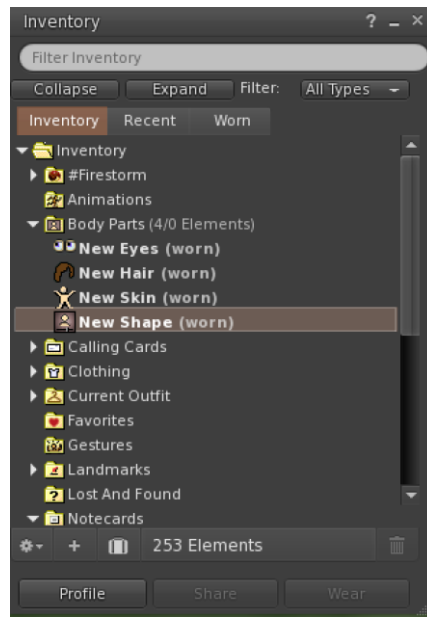 Inventory ? _ ×
Filter Inventory
Collapse Expand Filter: All Types
Inventory Recent Worn
Inventory
#Firestorm
Animations
Body Parts (4/0 Elements)
New Eyes (worn)
New Hair (worn)
New Skin (worn)
New Shape (worn)
Calling Cards
Clothing
Current Outfit
Favorites
Gestures
Landmarks
Lost And Found
Notecards
+ 253 Elements
Profile Share Wear